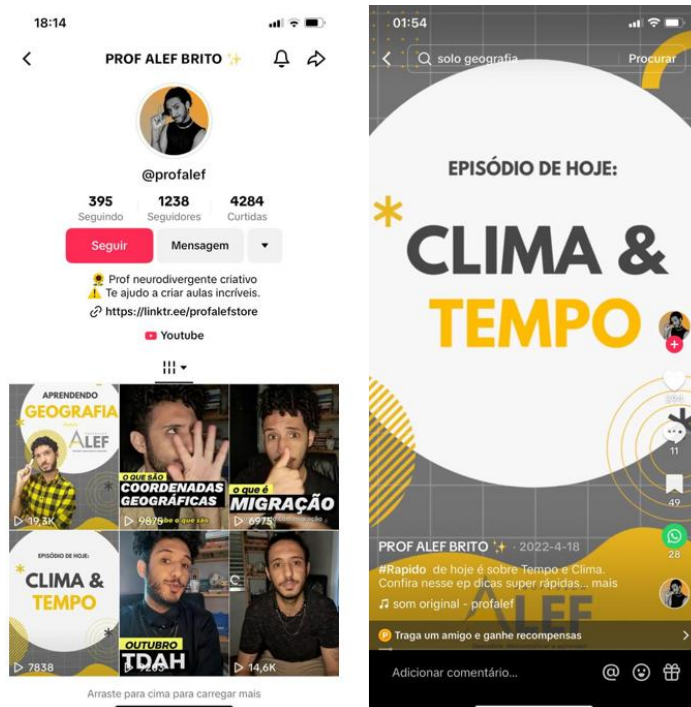 18:14
PROF ALEF BRITO ✨
@profalef
395 1238 4284
Seguindo Seguidores Curtidas
Seguir Mensagem
🌻 Prof neurodivergente criativo
⚠️ Te ajudo a criar aulas incríveis.
https://linktr.ee/profalefstore
Youtube
APRENDENDO
GEOGRAFIA
ALEF
19,3K
O QUE SÃO
COORDENADAS
GEOGRÁFICAS
9875
o que é
MIGRAÇÃO
6975
EPISÓDIO DE HOJE:
CLIMA &
TEMPO
7838
OUTUBRO
TDAH
14,6K
Arraste para cima para carregar mais
01:54
solo geografia Procurar
EPISÓDIO DE HOJE:
CLIMA &
TEMPO
11
49
28
PROF ALEF BRITO ✨ · 2022-4-18
#Rapido de hoje é sobre Tempo e Clima.
Confira nesse ep dicas super rápidas... mais
som original - profalef
ALEF
P Traga um amigo e ganhe recompensas
Adicionar comentário... @